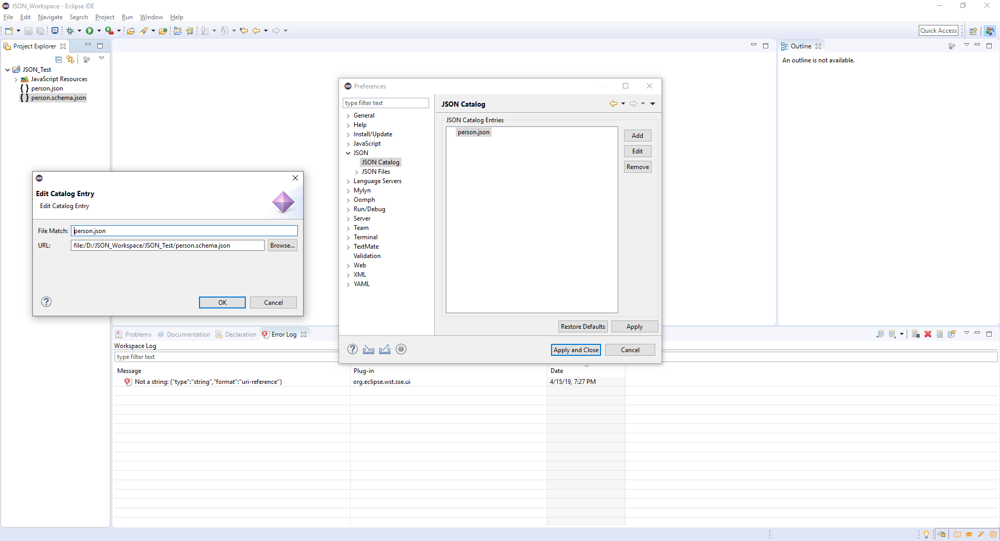 JSON_Workspace - Eclipse IDE
File Edit Navigate Search Project Run Window Help
Quick Access
Project Explorer
JSON_Test
JavaScript Resources
{ } person.json
{ } person.schema.json
Outline
An outline is not available.
Preferences
type filter text
General
Help
Install/Update
JavaScript
JSON
JSON Catalog
JSON Files
Language Servers
Mylyn
Oomph
Run/Debug
Server
Team
Terminal
TextMate
Validation
Web
XML
YAML
JSON Catalog
JSON Catalog Entries
person.json
Add
Edit
Remove
Restore Defaults Apply
Apply and Close Cancel
Edit Catalog Entry
Edit Catalog Entry
File Match: person.json
URL: file:/D:/JSON_Workspace/JSON_Test/person.schema.json Browse...
OK Cancel
Problems @ Documentation Declaration Error Log
Workspace Log
type filter text
Message Plug-in Date
Not a string: {"type":"string","format":"uri-reference"} org.eclipse.wst.sse.ui 4/15/19, 7:27 PM